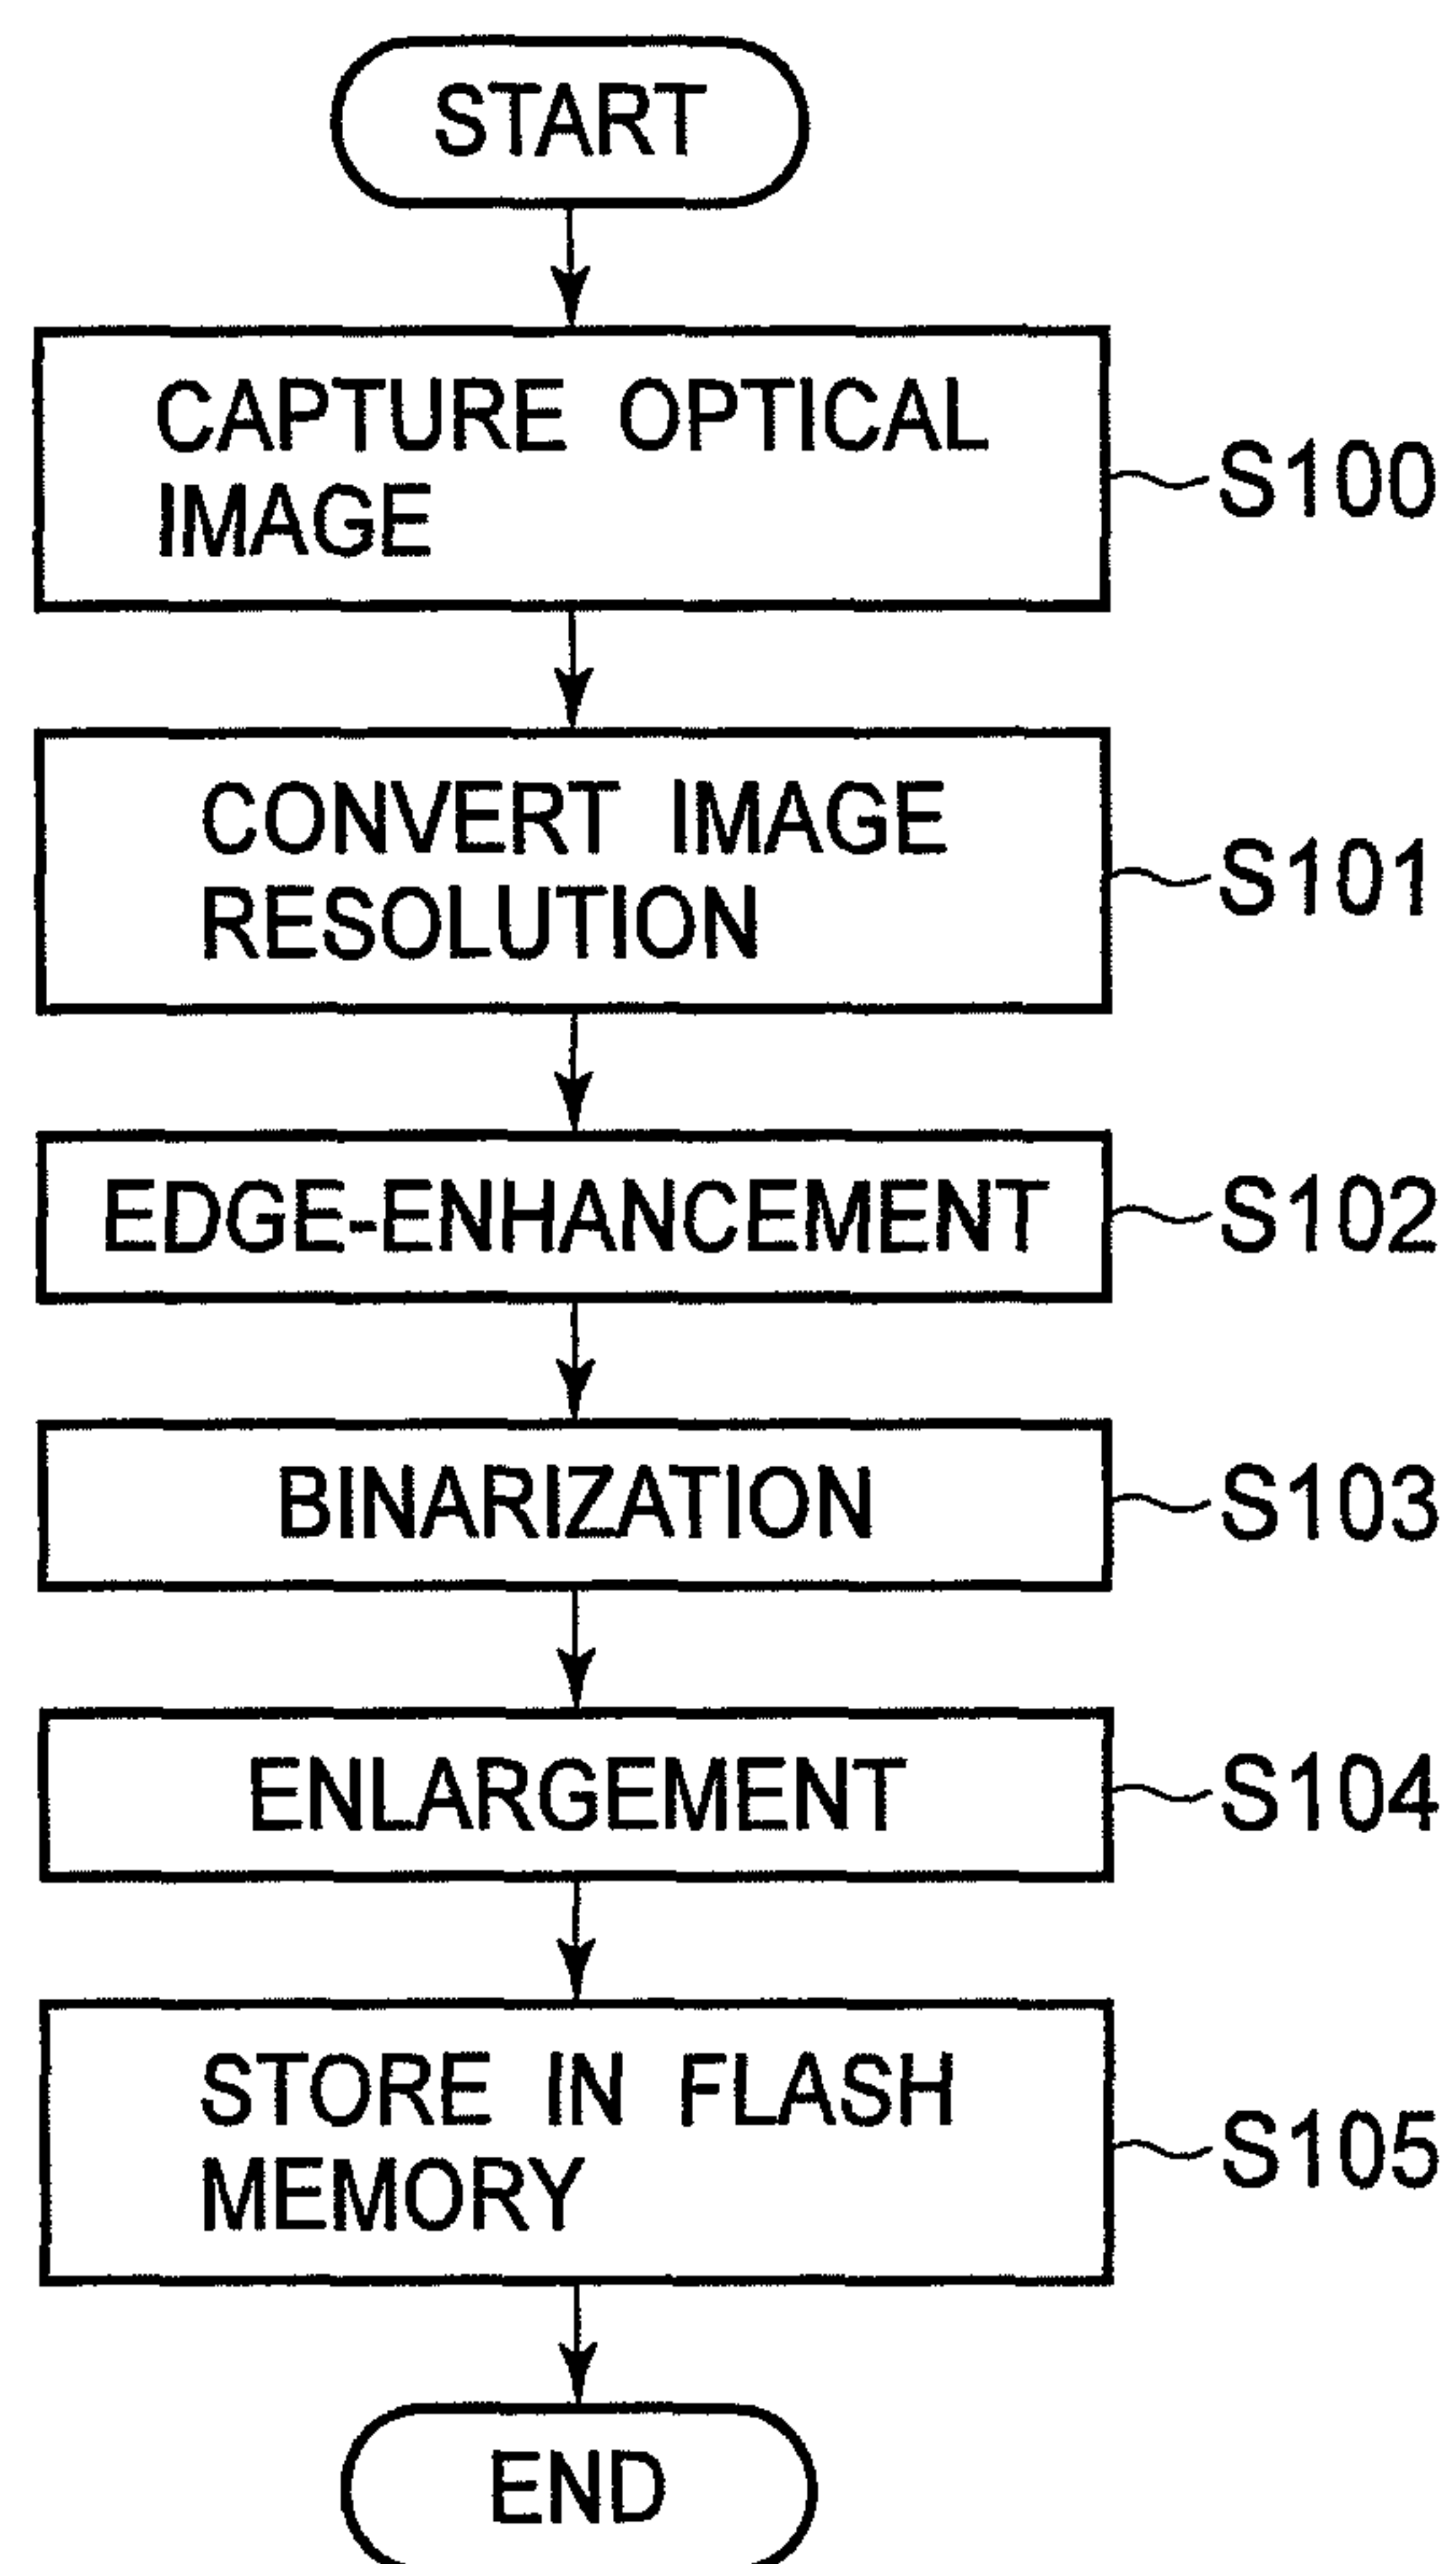 START
CAPTURE OPTICAL
IMAGE
S100
CONVERT IMAGE
RESOLUTION
S101
EDGE-ENHANCEMENT
S102
BINARIZATION
S103
ENLARGEMENT
S104
STORE IN FLASH
MEMORY
S105
END